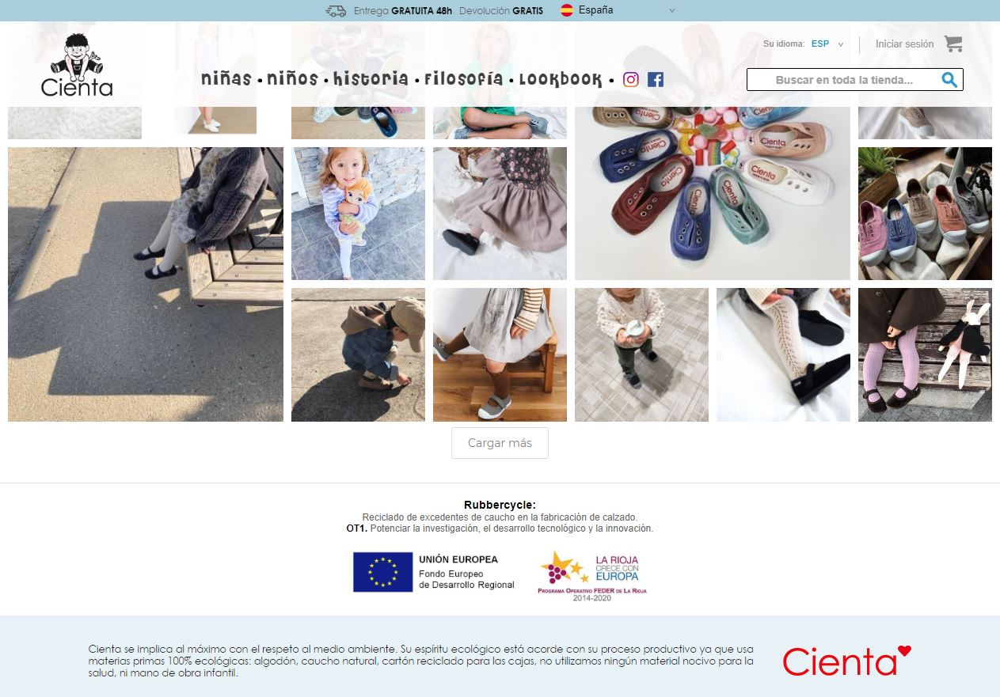 Entrega GRATUITA 48h Devolución GRATIS España
Su idioma: ESP Iniciar sesión
Cienta
niñas • niños • historia • filosofía • lookbook •
Buscar en toda la tienda...
Cienta
Cienta
Cienta
Cienta
Cienta
Cargar más
Rubbercycle:
Reciclado de excedentes de caucho en la fabricación de calzado.
OT1. Potenciar la investigación, el desarrollo tecnológico y la innovación.
UNIÓN EUROPEA
Fondo Europeo
de Desarrollo Regional
LA RIOJA
CRECE CON
EUROPA
PROGRAMA OPERATIVO FEDER DE LA RIOJA
2014-2020
Cienta se implica al máximo con el respeto al medio ambiente. Su espíritu ecológico está acorde con su proceso productivo ya que usa
materias primas 100% ecológicas: algodón, caucho natural, cartón reciclado para las cajas, no utilizamos ningún material nocivo para la
salud, ni mano de obra infantil.
Cienta